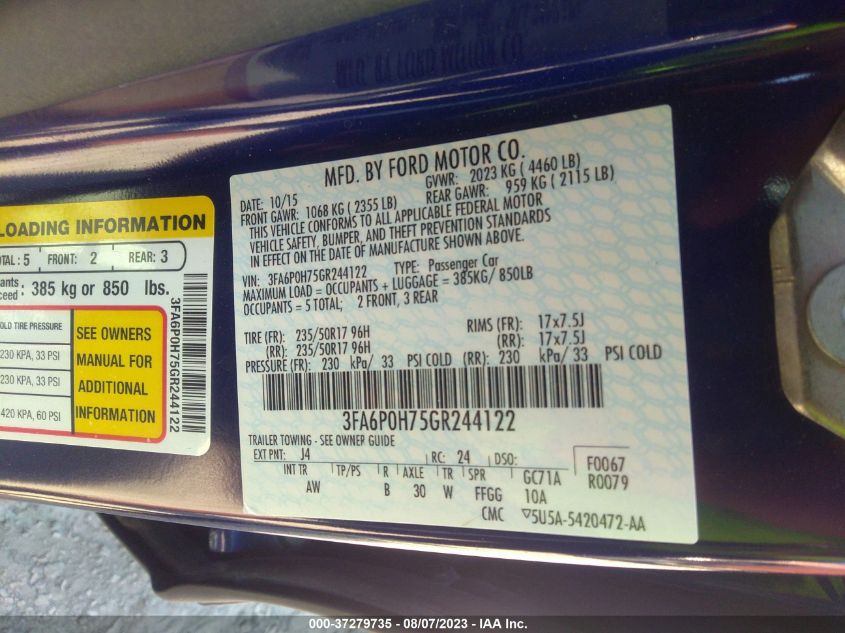 LOADING INFORMATION
TOTAL: 5 FRONT: 2 REAR: 3
385 kg or 850 lbs.
TIRE PRESSURE
230 KPA, 33 PSI
230 KPA, 33 PSI
420 KPA, 60 PSI
SEE OWNERS
MANUAL FOR
ADDITIONAL
INFORMATION
3FA6P0H75GR244122
MFD. BY FORD MOTOR CO.
DATE: 10/15 GVWR: 2023 KG ( 4460 LB)
FRONT GAWR: 1068 KG ( 2355 LB) REAR GAWR: 959 KG ( 2115 LB)
THIS VEHICLE CONFORMS TO ALL APPLICABLE FEDERAL MOTOR
VEHICLE SAFETY, BUMPER, AND THEFT PREVENTION STANDARDS
IN EFFECT ON THE DATE OF MANUFACTURE SHOWN ABOVE.
VIN: 3FA6P0H75GR244122 TYPE: Passenger Car
MAXIMUM LOAD = OCCUPANTS + LUGGAGE = 385KG/ 850LB
OCCUPANTS = 5 TOTAL; 2 FRONT, 3 REAR
TIRE (FR): 235/50R17 96H RIMS (FR): 17x7.5J
(RR): 235/50R17 96H (RR): 17x7.5J
PRESSURE (FR): 230 kPa/ 33 PSI COLD (RR): 230 kPa/ 33 PSI COLD
3FA6P0H75GR244122
TRAILER TOWING - SEE OWNER GUIDE
EXT PNT: J4 RC: 24 DSO: F0067
R0079
INT TR TP/PS R AXLE TR SPR GC71A
AW B 30 W FFGG 10A
CMC ▽5U5A-5420472-AA
000-37279735 - 08/07/2023 - IAA Inc.